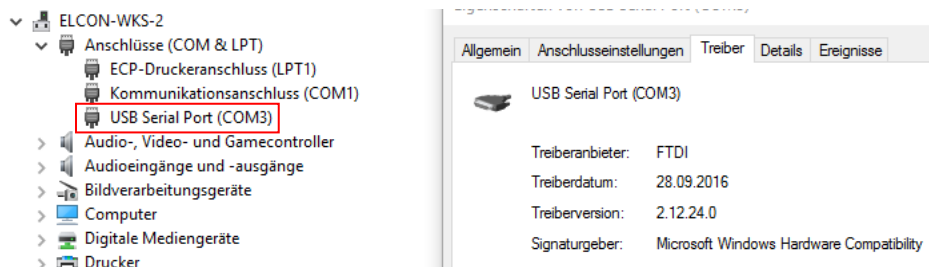 ELCON-WKS-2
Anschlüsse (COM & LPT)
ECP-Druckeranschluss (LPT1)
Kommunikationsanschluss (COM1)
USB Serial Port (COM3)
Audio-, Video- und Gamecontroller
Audioeingänge und -ausgänge
Bildverarbeitungsgeräte
Computer
Digitale Mediengeräte
Drucker
Allgemein Anschlusseinstellungen Treiber Details Ereignisse
USB Serial Port (COM3)
Treiberanbieter: FTDI
Treiberdatum: 28.09.2016
Treiberversion: 2.12.24.0
Signaturgeber: Microsoft Windows Hardware Compatibility